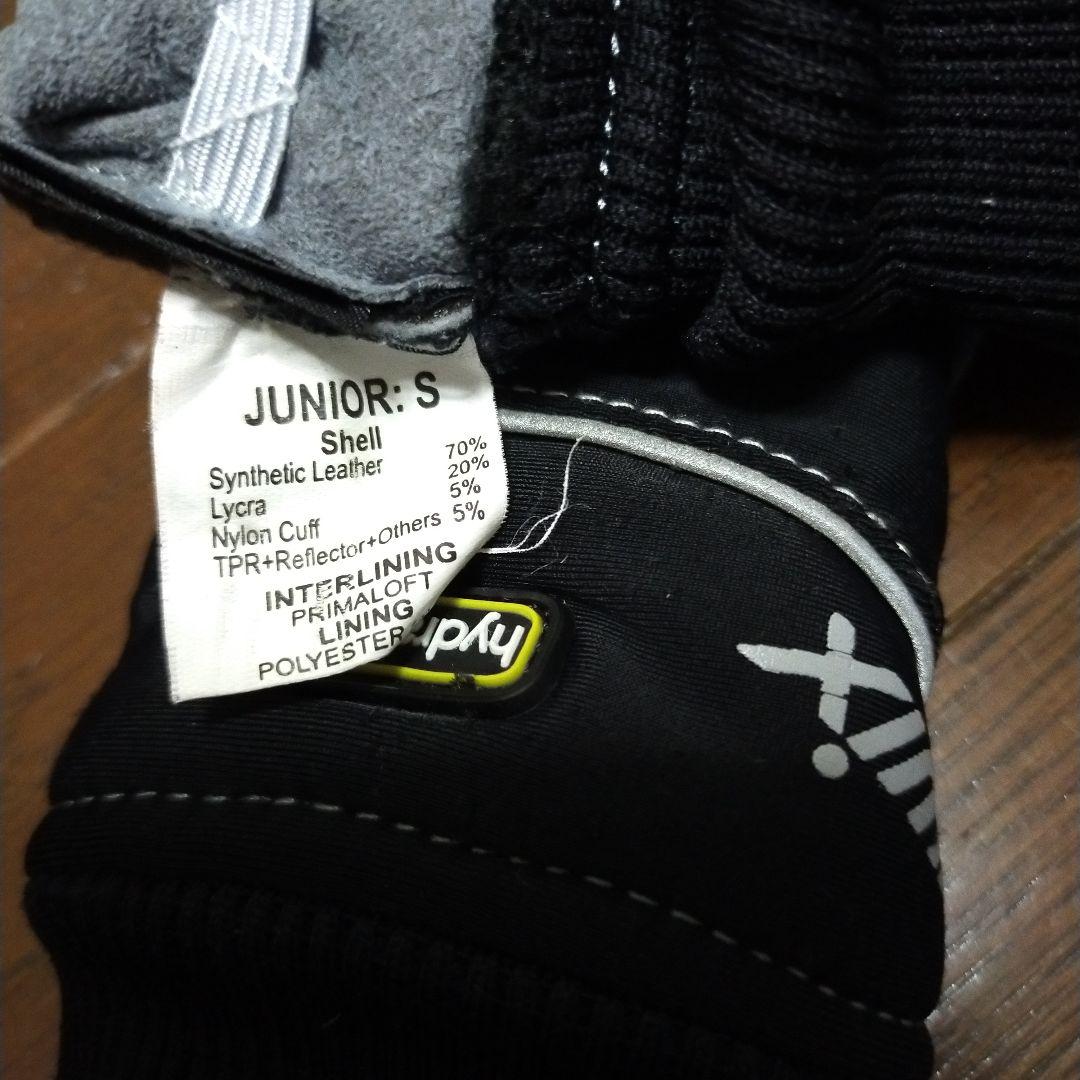 JUNIOR: S
Shell
Synthetic Leather 70%
Lycra 20%
Nylon Cuff 5%
TPR+Reflector+Others 5%
INTERLINING
PRIMALOFT
LINING
POLYESTER